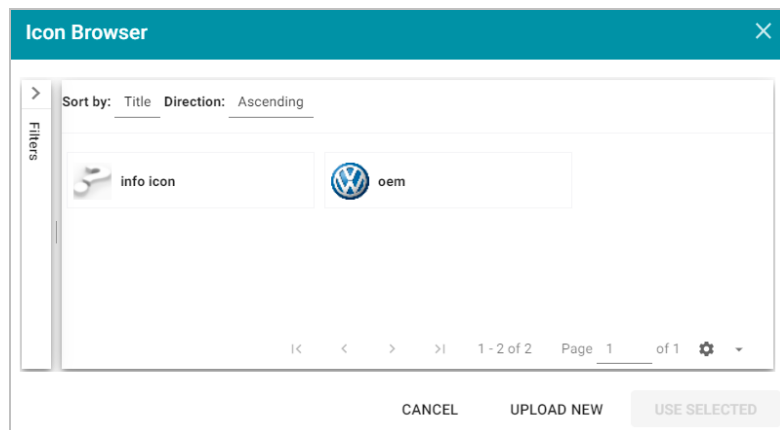 Icon Browser
Filters
Sort by: Title Direction: Ascending
info icon
oem
1 - 2 of 2 Page 1 of 1
CANCEL UPLOAD NEW USE SELECTED